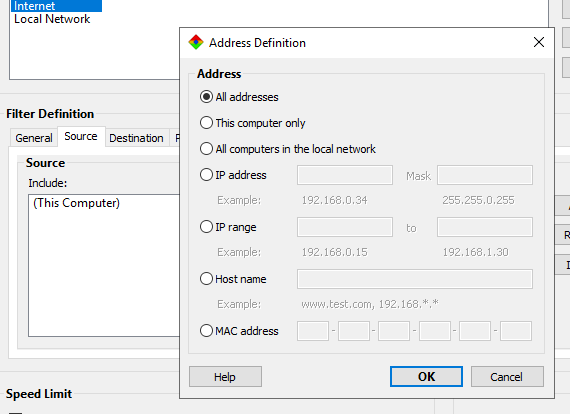 Internet
Local Network
Address Definition
Address
All addresses
This computer only
All computers in the local network
IP address
Mask
Example: 192.168.0.34 255.255.0.255
IP range
to
Example: 192.168.0.15 192.168.1.30
Host name
Example: www.test.com, 192.168.*.*
MAC address
- - - - -
Help
OK
Cancel
Filter Definition
General
Source
Destination
Source
Include:
(This Computer)
Speed Limit